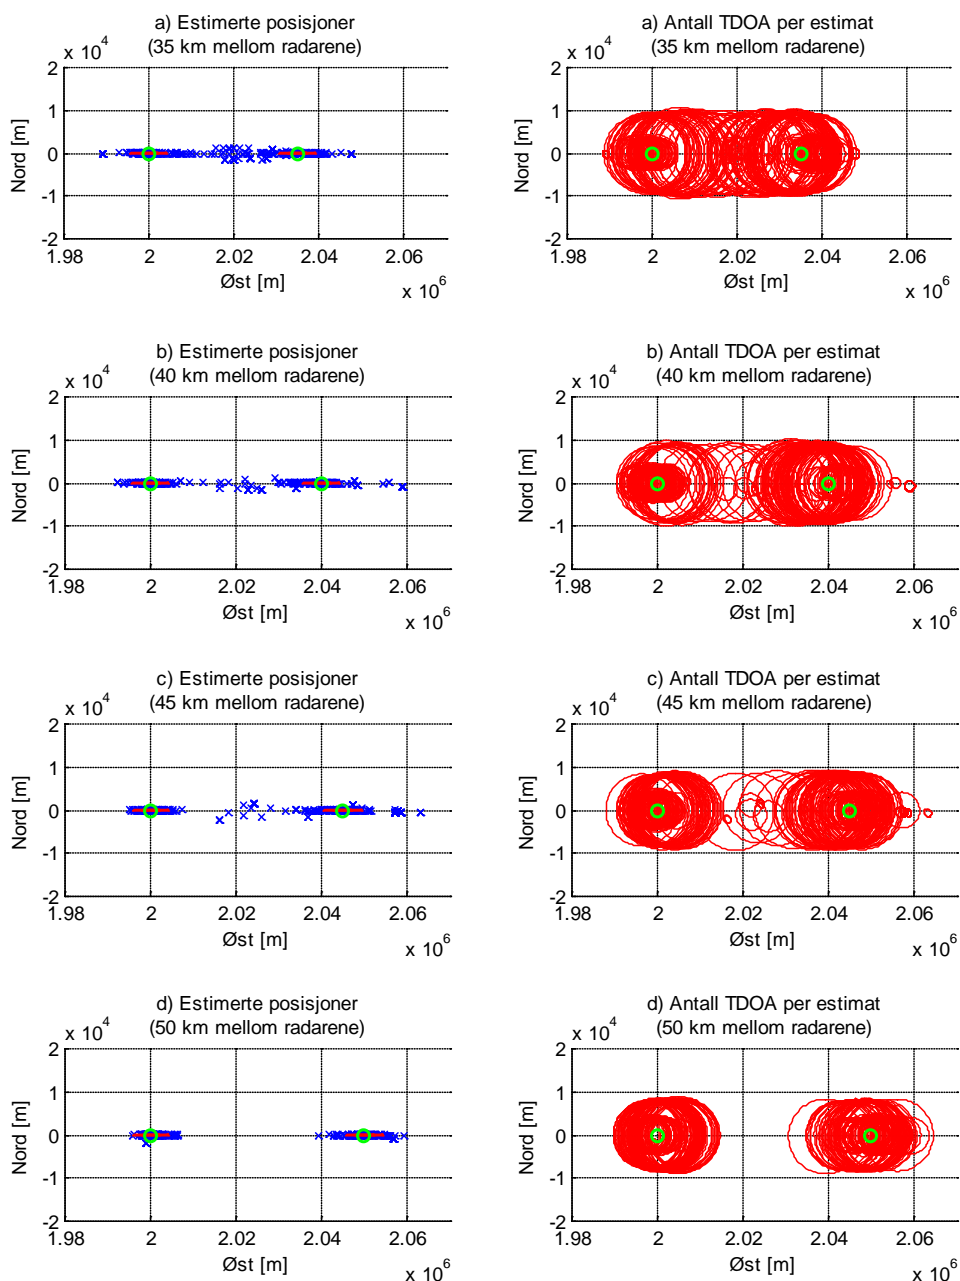 a) Estimerte posisjoner
(35 km mellom radarene)
x 10^4
2
1
0
-1
-2
Nord [m]
1.98 2 2.02 2.04 2.06
Øst [m]
x 10^6
a) Antall TDOA per estimat
(35 km mellom radarene)
x 10^4
2
1
0
-1
-2
Nord [m]
1.98 2 2.02 2.04 2.06
Øst [m]
x 10^6
b) Estimerte posisjoner
(40 km mellom radarene)
x 10^4
2
1
0
-1
-2
Nord [m]
1.98 2 2.02 2.04 2.06
Øst [m]
x 10^6
b) Antall TDOA per estimat
(40 km mellom radarene)
x 10^4
2
1
0
-1
-2
Nord [m]
1.98 2 2.02 2.04 2.06
Øst [m]
x 10^6
c) Estimerte posisjoner
(45 km mellom radarene)
x 10^4
2
1
0
-1
-2
Nord [m]
1.98 2 2.02 2.04 2.06
Øst [m]
x 10^6
c) Antall TDOA per estimat
(45 km mellom radarene)
x 10^4
2
1
0
-1
-2
Nord [m]
1.98 2 2.02 2.04 2.06
Øst [m]
x 10^6
d) Estimerte posisjoner
(50 km mellom radarene)
x 10^4
2
1
0
-1
-2
Nord [m]
1.98 2 2.02 2.04 2.06
Øst [m]
x 10^6
d) Antall TDOA per estimat
(50 km mellom radarene)
x 10^4
2
1
0
-1
-2
Nord [m]
1.98 2 2.02 2.04 2.06
Øst [m]
x 10^6